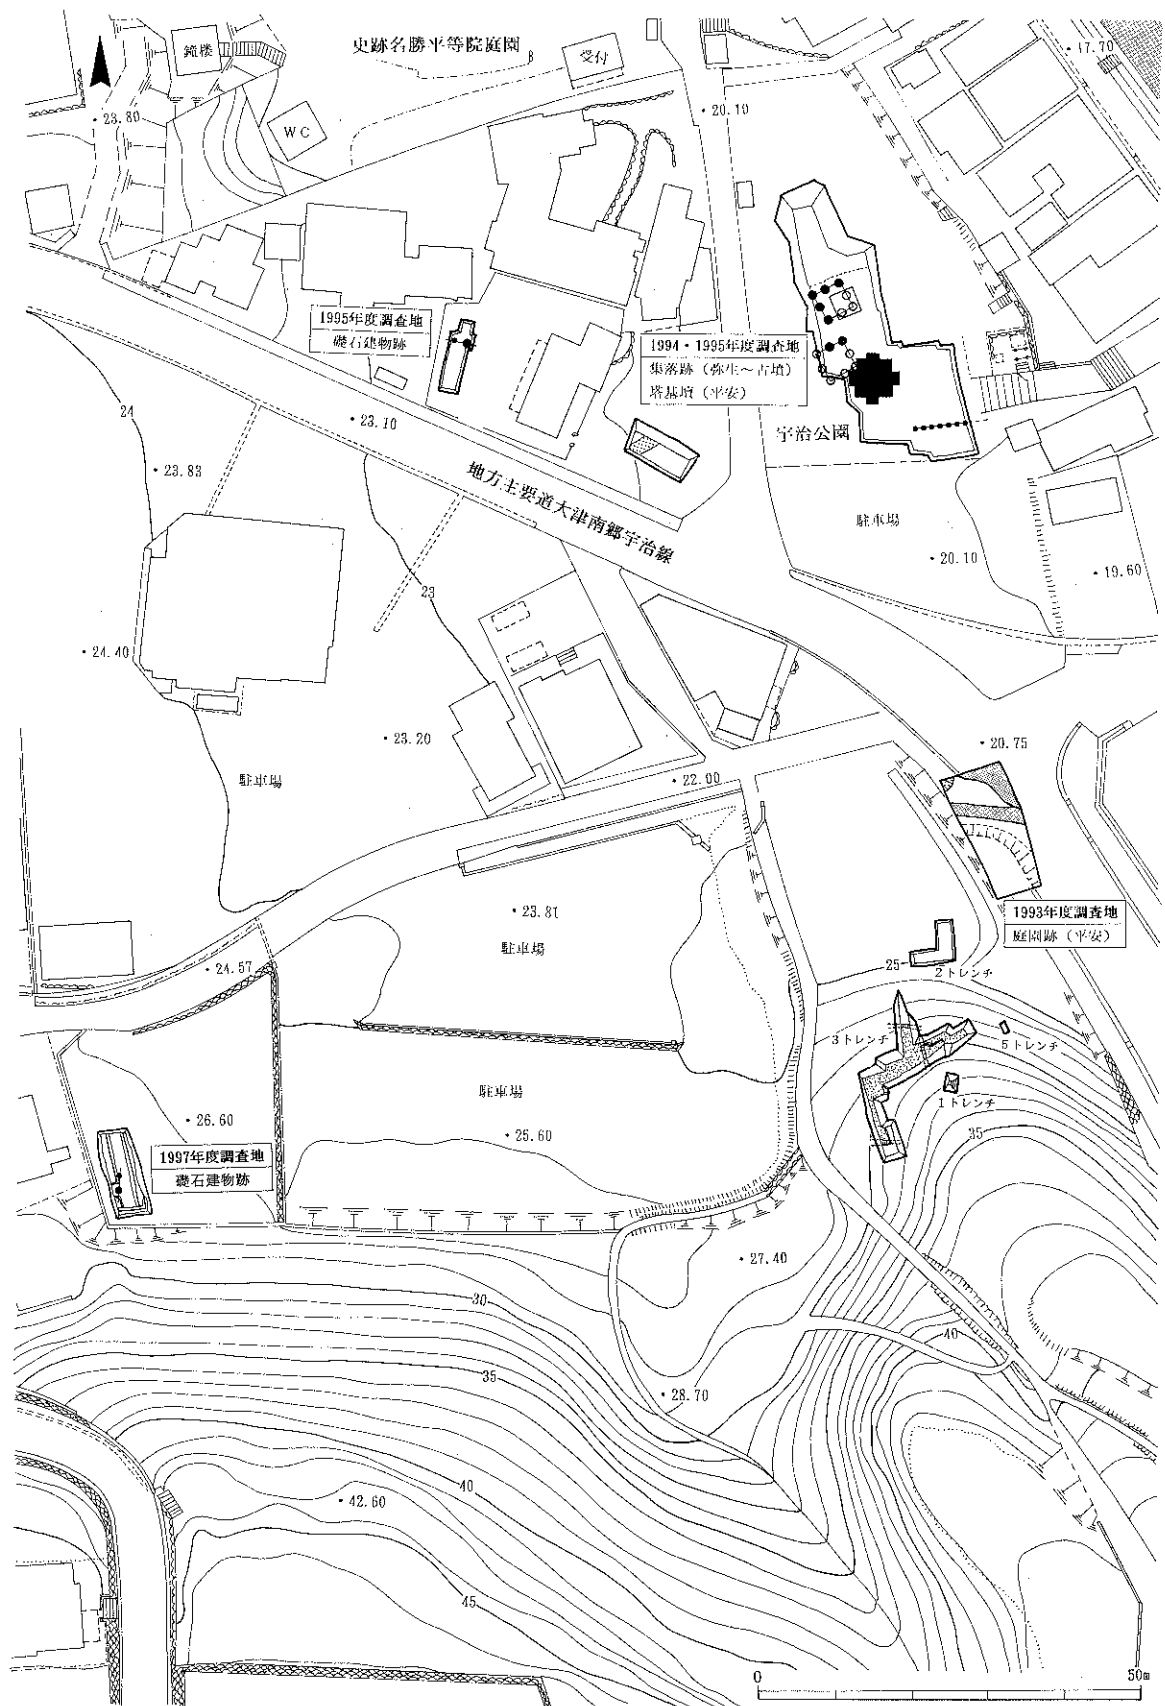 鐘楼
史跡名勝平等院庭園
受付
・17.70
・23.80
WC
・20.10
1995年度調査地
礎石建物跡
1994・1995年度調査地
集落跡（弥生～古墳）
塔基壇（平安）
24
・23.10
宇治公園
・23.83
地方主要道大津南郷宇治線
駐車場
・20.10
・19.60
23
・24.40
・23.20
・20.75
駐車場
・22.00
・23.81
駐車場
1993年度調査地
庭園跡（平安）
・24.57
25
2トレンチ
3トレンチ
5トレンチ
駐車場
1トレンチ
・26.60
・25.60
35
1997年度調査地
礎石建物跡
・27.40
30
40
35
・28.70
40
・42.60
45
0
50m